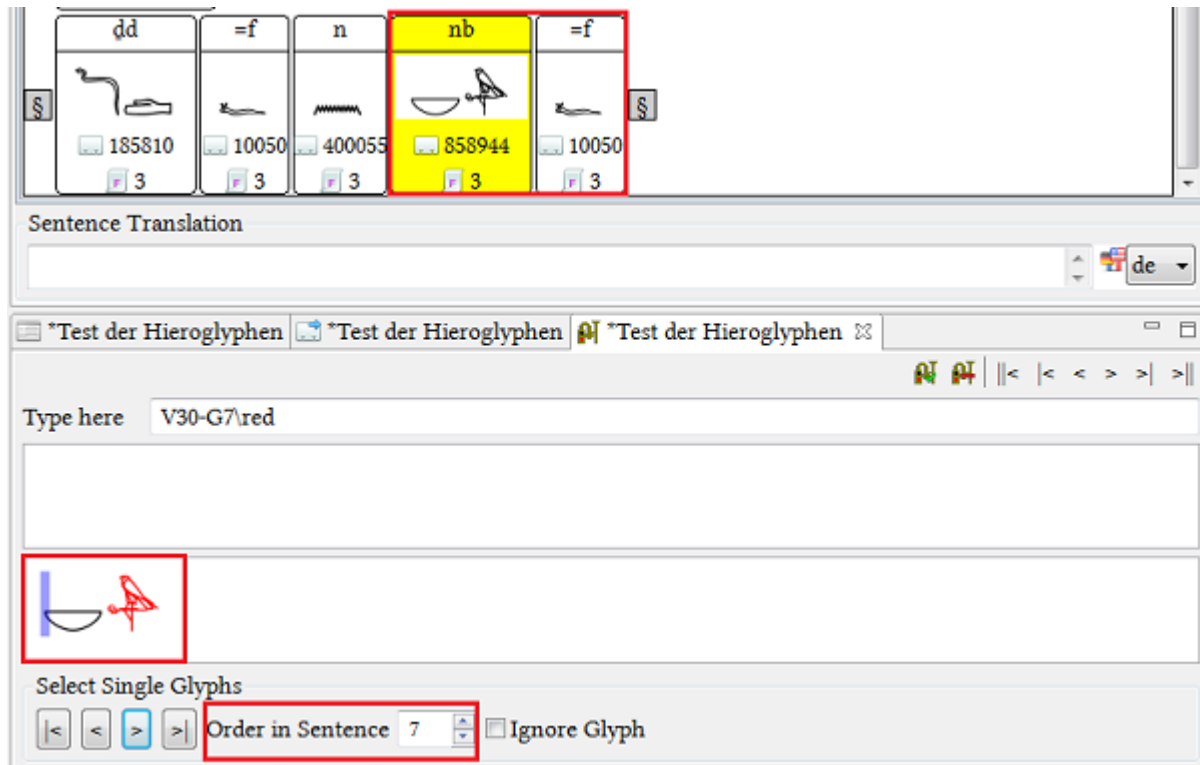 ḏd =f n nb =f
§ §
185810 10050 400055 858944 10050
F 3 F 3 F 3 F 3 F 3
Sentence Translation
de
*Test der Hieroglyphen *Test der Hieroglyphen *Test der Hieroglyphen
||< |< < > >| >||
Type here V30-G7\red
Select Single Glyphs
|< < > >| Order in Sentence 7 Ignore Glyph